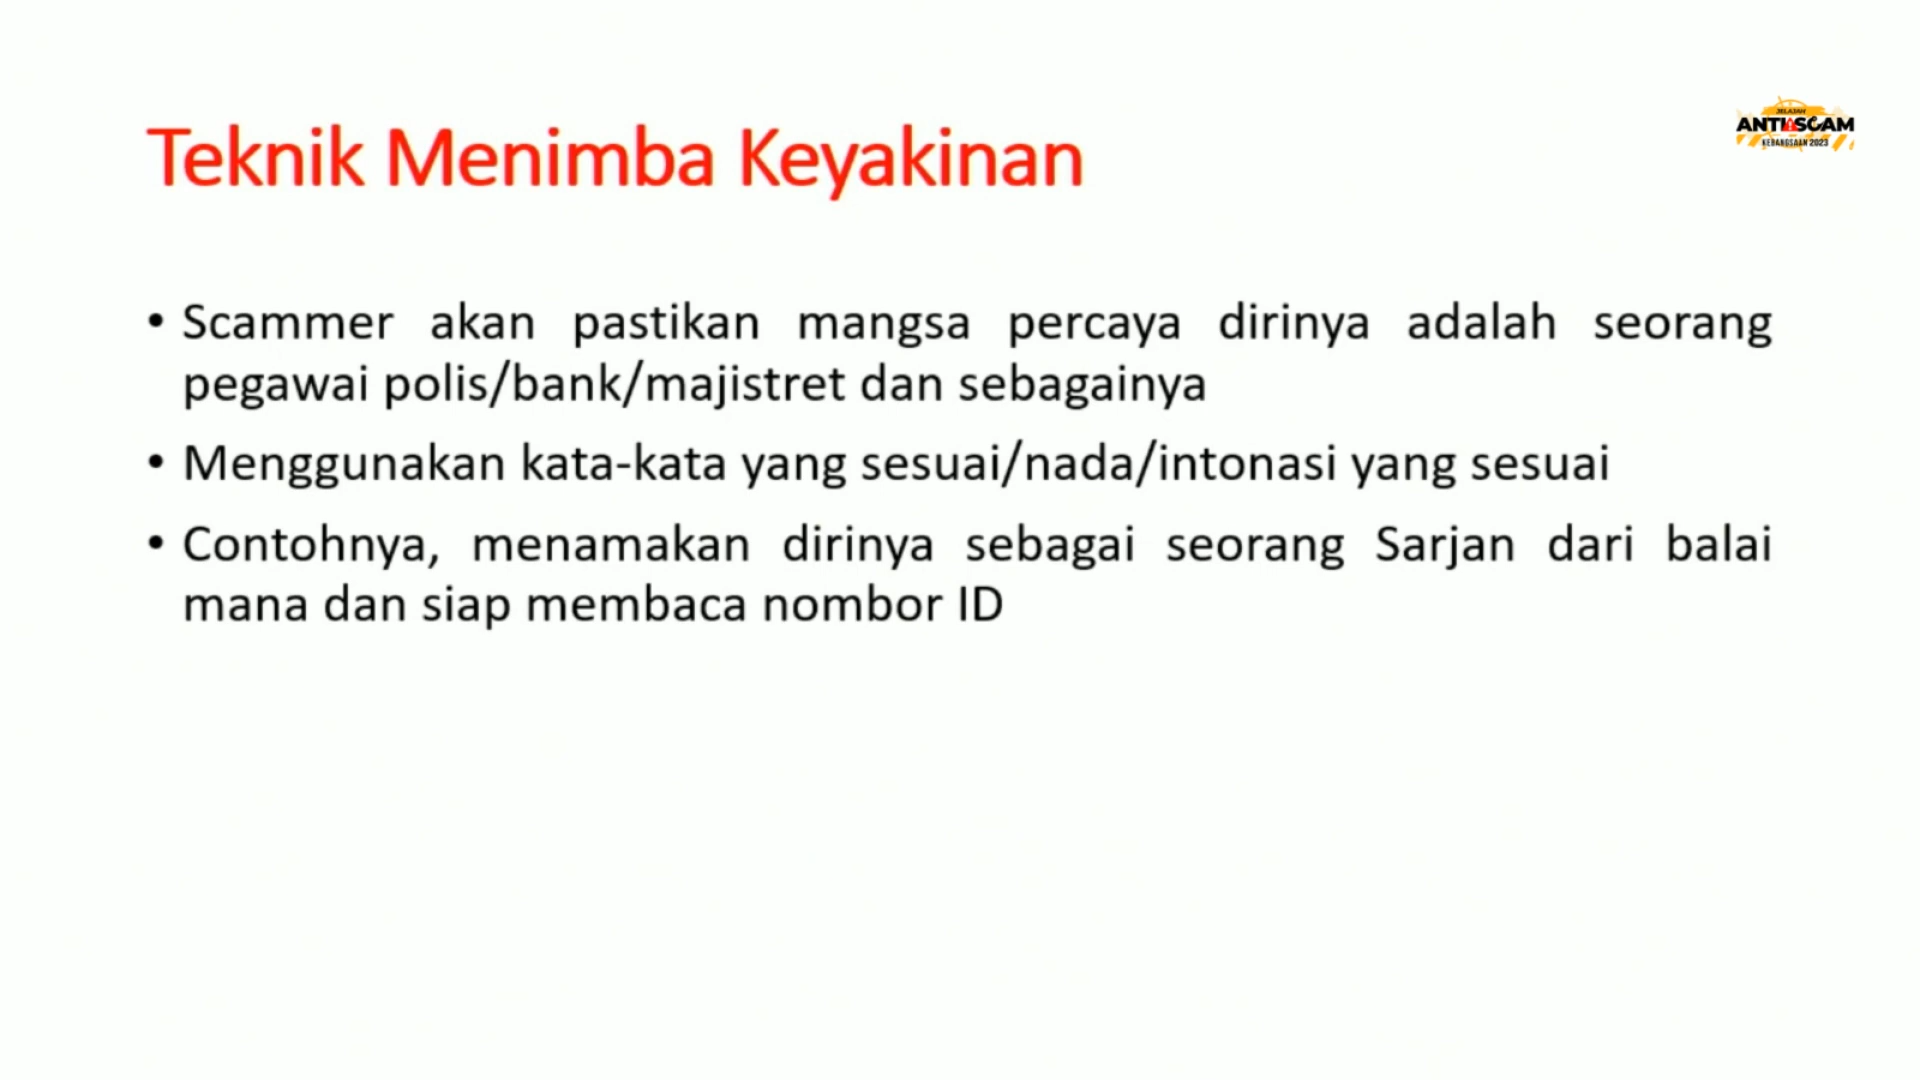 JELAJAH
ANTI SCAM
KEBANGSAAN 2023
Teknik Menimba Keyakinan
• Scammer akan pastikan mangsa percaya dirinya adalah seorang
pegawai polis/bank/majistret dan sebagainya
• Menggunakan kata-kata yang sesuai/nada/intonasi yang sesuai
• Contohnya, menamakan dirinya sebagai seorang Sarjan dari balai
mana dan siap membaca nombor ID